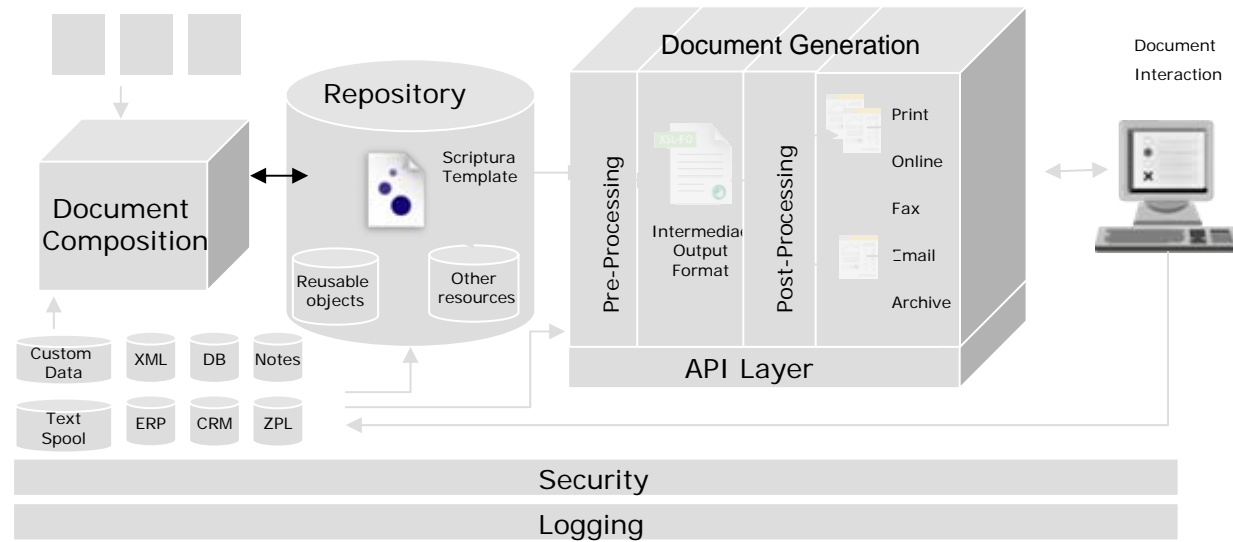 Document Generation
Document
Interaction
Repository
Scriptura
Template
Document
Composition
Reusable
objects
Other
resources
Pre-Processing
XSL-FO
Intermediac
Output
Format
Post-Processing
Print
Online
Fax
Email
Archive
API Layer
Custom
Data
XML
DB
Notes
Text
Spool
ERP
CRM
ZPL
Security
Logging